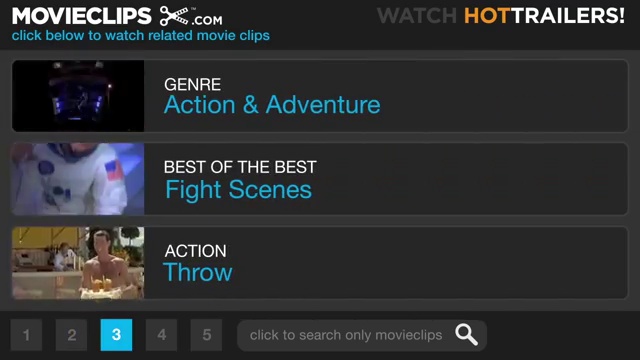 MOVIECLIPS .COM
WATCH HOTTRAILERS!
click below to watch related movie clips
GENRE
Action & Adventure
BEST OF THE BEST
Fight Scenes
ACTION
Throw
1 2 3 4 5 click to search only movieclips